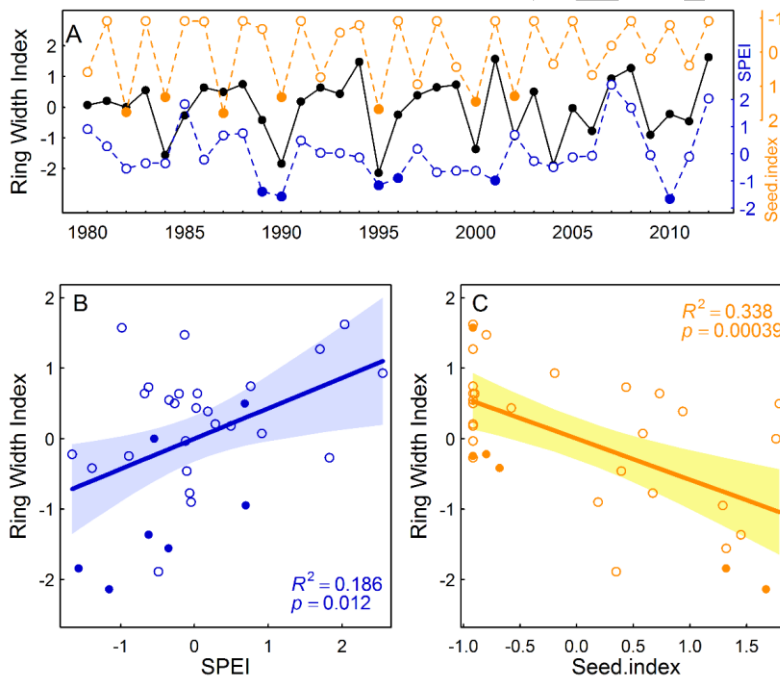 A
Ring Width Index
2
1
0
-1
-2
1980
1985
1990
1995
2000
2005
2010
SPEI
2
1
0
-1
-2
Seed.index
-1
0
1
2
B
Ring Width Index
2
1
0
-1
-2
-1
0
1
2
SPEI
R² = 0.186
p = 0.012
C
Ring Width Index
2
1
0
-1
-2
-1.0
-0.5
0.0
0.5
1.0
1.5
Seed.index
R² = 0.338
p = 0.00039